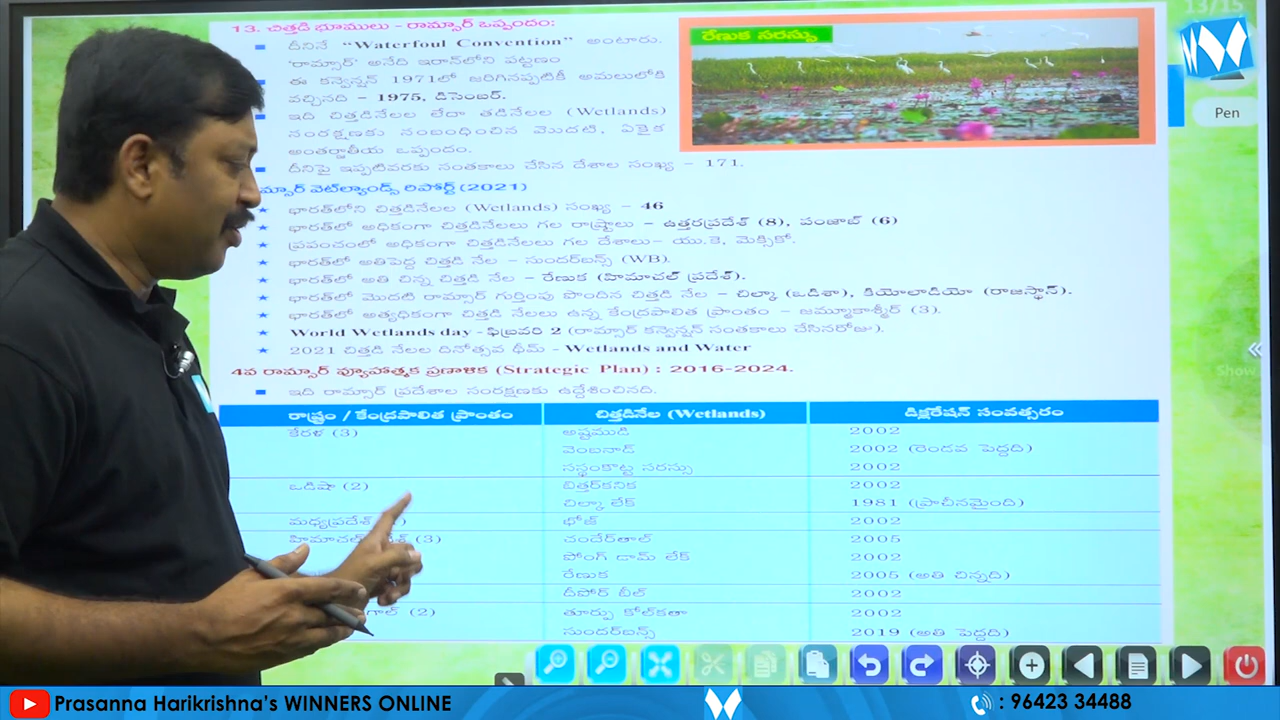 13/15
13. చిత్తడి భూములు - రామ్సార్ ఒప్పందం:
దీనినే “Waterfoul Convention” అంటారు.
‘రామ్సార్’ అనేది ఇరాన్‌లోని పట్టణం
ఈ కన్వెన్షన్ 1971లో జరిగినప్పటికీ అమలులోకి
వచ్చినది – 1975, డిసెంబర్.
ఇది చిత్తడినేలల లేదా తడినేలల (Wetlands)
సంరక్షణకు సంబంధించిన మొదటి, ఏకైక
అంతర్జాతీయ ఒప్పందం.
దీనిపై ఇప్పటివరకు సంతకాలు చేసిన దేశాల సంఖ్య – 171.
రేణుక సరస్సు
W
Pen
మ్సార్ వెట్‌ల్యాండ్స్ రిపోర్ట్ (2021)
భారత్‌లోని చిత్తడినేలల (Wetlands) సంఖ్య – 46
భారత్‌లో అధికంగా చిత్తడినేలలు గల రాష్ట్రాలు – ఉత్తరప్రదేశ్ (8), పంజాబ్ (6)
ప్రపంచంలో అధికంగా చిత్తడినేలలు గల దేశాలు– యు.కె, మెక్సికో.
భారత్‌లో అతిపెద్ద చిత్తడి నేల – సుందర్‌బన్స్ (WB).
భారత్‌లో అతి చిన్న చిత్తడి నేల – రేణుక (హిమాచల్ ప్రదేశ్).
భారత్‌లో మొదటి రామ్సార్ గుర్తింపు పొందిన చిత్తడి నేల – చిల్కా (ఒడిశా), కియోలాడియో (రాజస్థాన్).
భారత్‌లో అత్యధికంగా చిత్తడి నేలలు ఉన్న కేంద్రపాలిత ప్రాంతం – జమ్మూకాశ్మీర్ (3).
World Wetlands day - ఫిబ్రవరి 2 (రామ్సార్ కన్వెన్షన్ సంతకాలు చేసినరోజు).
2021 చిత్తడి నేలల దినోత్సవ థీమ్ - Wetlands and Water
Show
4వ రామ్సార్ వ్యూహాత్మక ప్రణాళిక (Strategic Plan) : 2016-2024.
ఇది రామ్సార్ ప్రదేశాల సంరక్షణకు ఉద్దేశించినది.
రాష్ట్రం / కేంద్రపాలిత ప్రాంతం చిత్తడినేల (Wetlands) డిక్లరేషన్ సంవత్సరం
కేరళ (3) అష్టముడి 2002
వెంబనాడ్ 2002 (రెండవ పెద్దది)
సస్తంకొట్ట సరస్సు 2002
ఒడిషా (2) బిత్తర్‌కనిక 2002
చిల్కా లేక్ 1981 (ప్రాచీనమైంది)
మధ్యప్రదేశ్ భోజ్ 2002
హిమాచల్ శ్ (3) చందేర్‌తాల్ 2005
పోంగ్ డామ్ లేక్ 2002
రేణుక 2005 (అతి చిన్నది)
దీపోర్ బీల్ 2002
గాల్ (2) తూర్పు కోల్‌కతా 2002
సుందర్‌బన్స్ 2019 (అతి పెద్దది)
Prasanna Harikrishna's WINNERS ONLINE
W
: 96423 34488